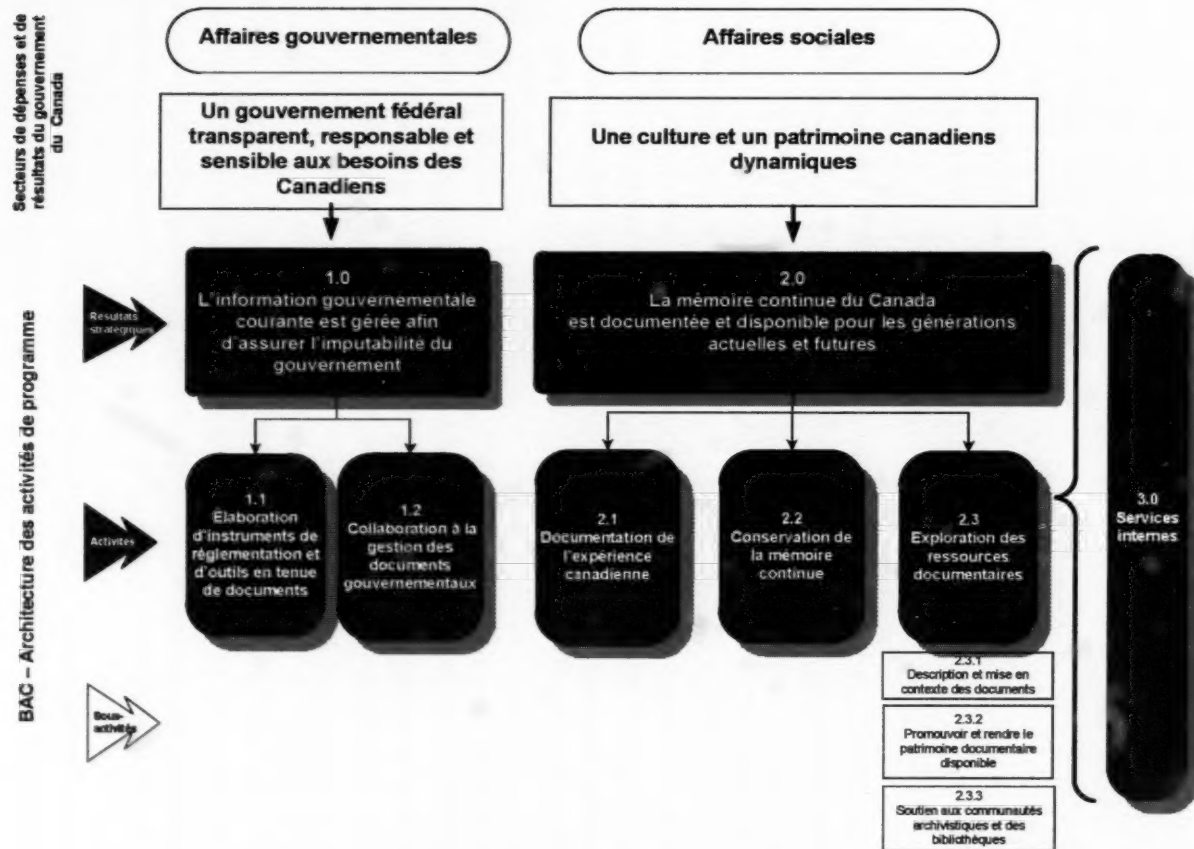 Secteurs de dépenses et de
résultats du gouvernement
du Canada
Affaires gouvernementales
Affaires sociales
Un gouvernement fédéral
transparent, responsable et
sensible aux besoins des
Canadiens
Une culture et un patrimoine canadiens
dynamiques
BAC – Architecture des activités de programme
Résultats
stratégiques
1.0
L'information gouvernementale
courante est gérée afin
d'assurer l'imputabilité du
gouvernement
2.0
La mémoire continue du Canada
est documentée et disponible pour les générations
actuelles et futures
Activités
1.1
Élaboration
d'instruments de
réglementation et
d'outils en tenue
de documents
1.2
Collaboration à la
gestion des
documents
gouvernementaux
2.1
Documentation de
l'expérience
canadienne
2.2
Conservation de
la mémoire
continue
2.3
Exploration des
ressources
documentaires
3.0
Services
internes
Sous-
activités
2.3.1
Description et mise en
contexte des documents
2.3.2
Promouvoir et rendre le
patrimoine documentaire
disponible
2.3.3
Soutien aux communautés
archivistiques et des
bibliothèques